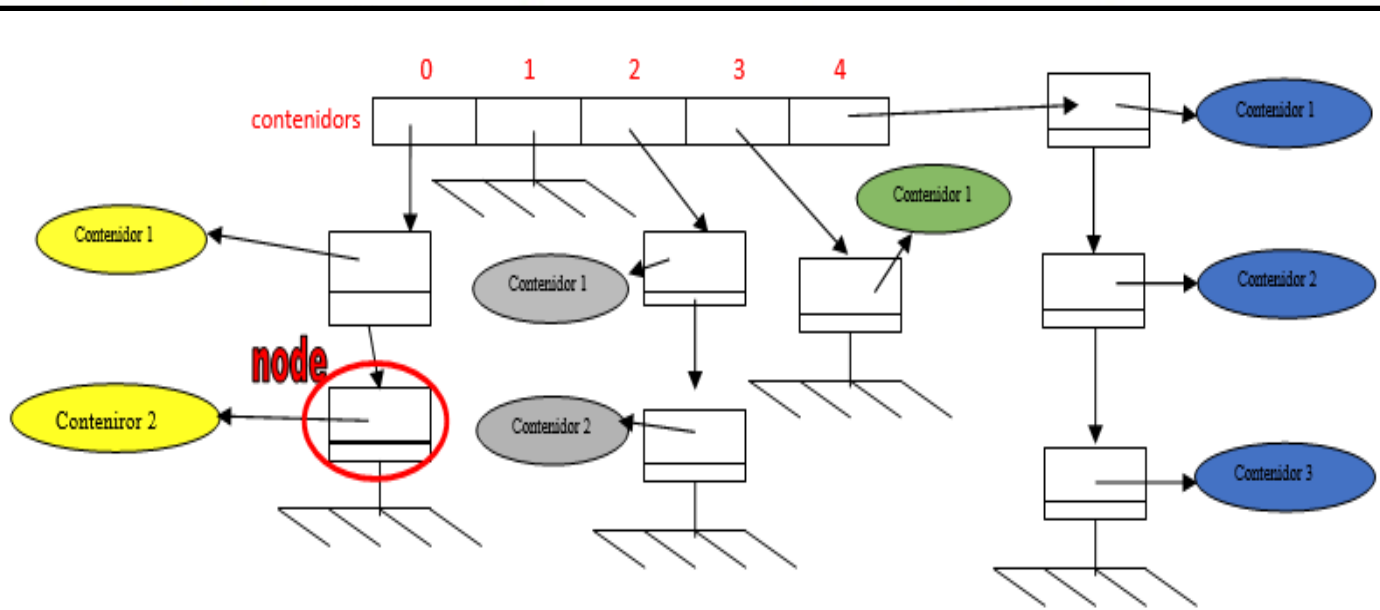 0 1 2 3 4
contenidors
Contenidor 1
Contenidor 1
Contenidor 1
Contenidor 1
Contenidor 2
node
Conteniror 2
Contenidor 2
Contenidor 3